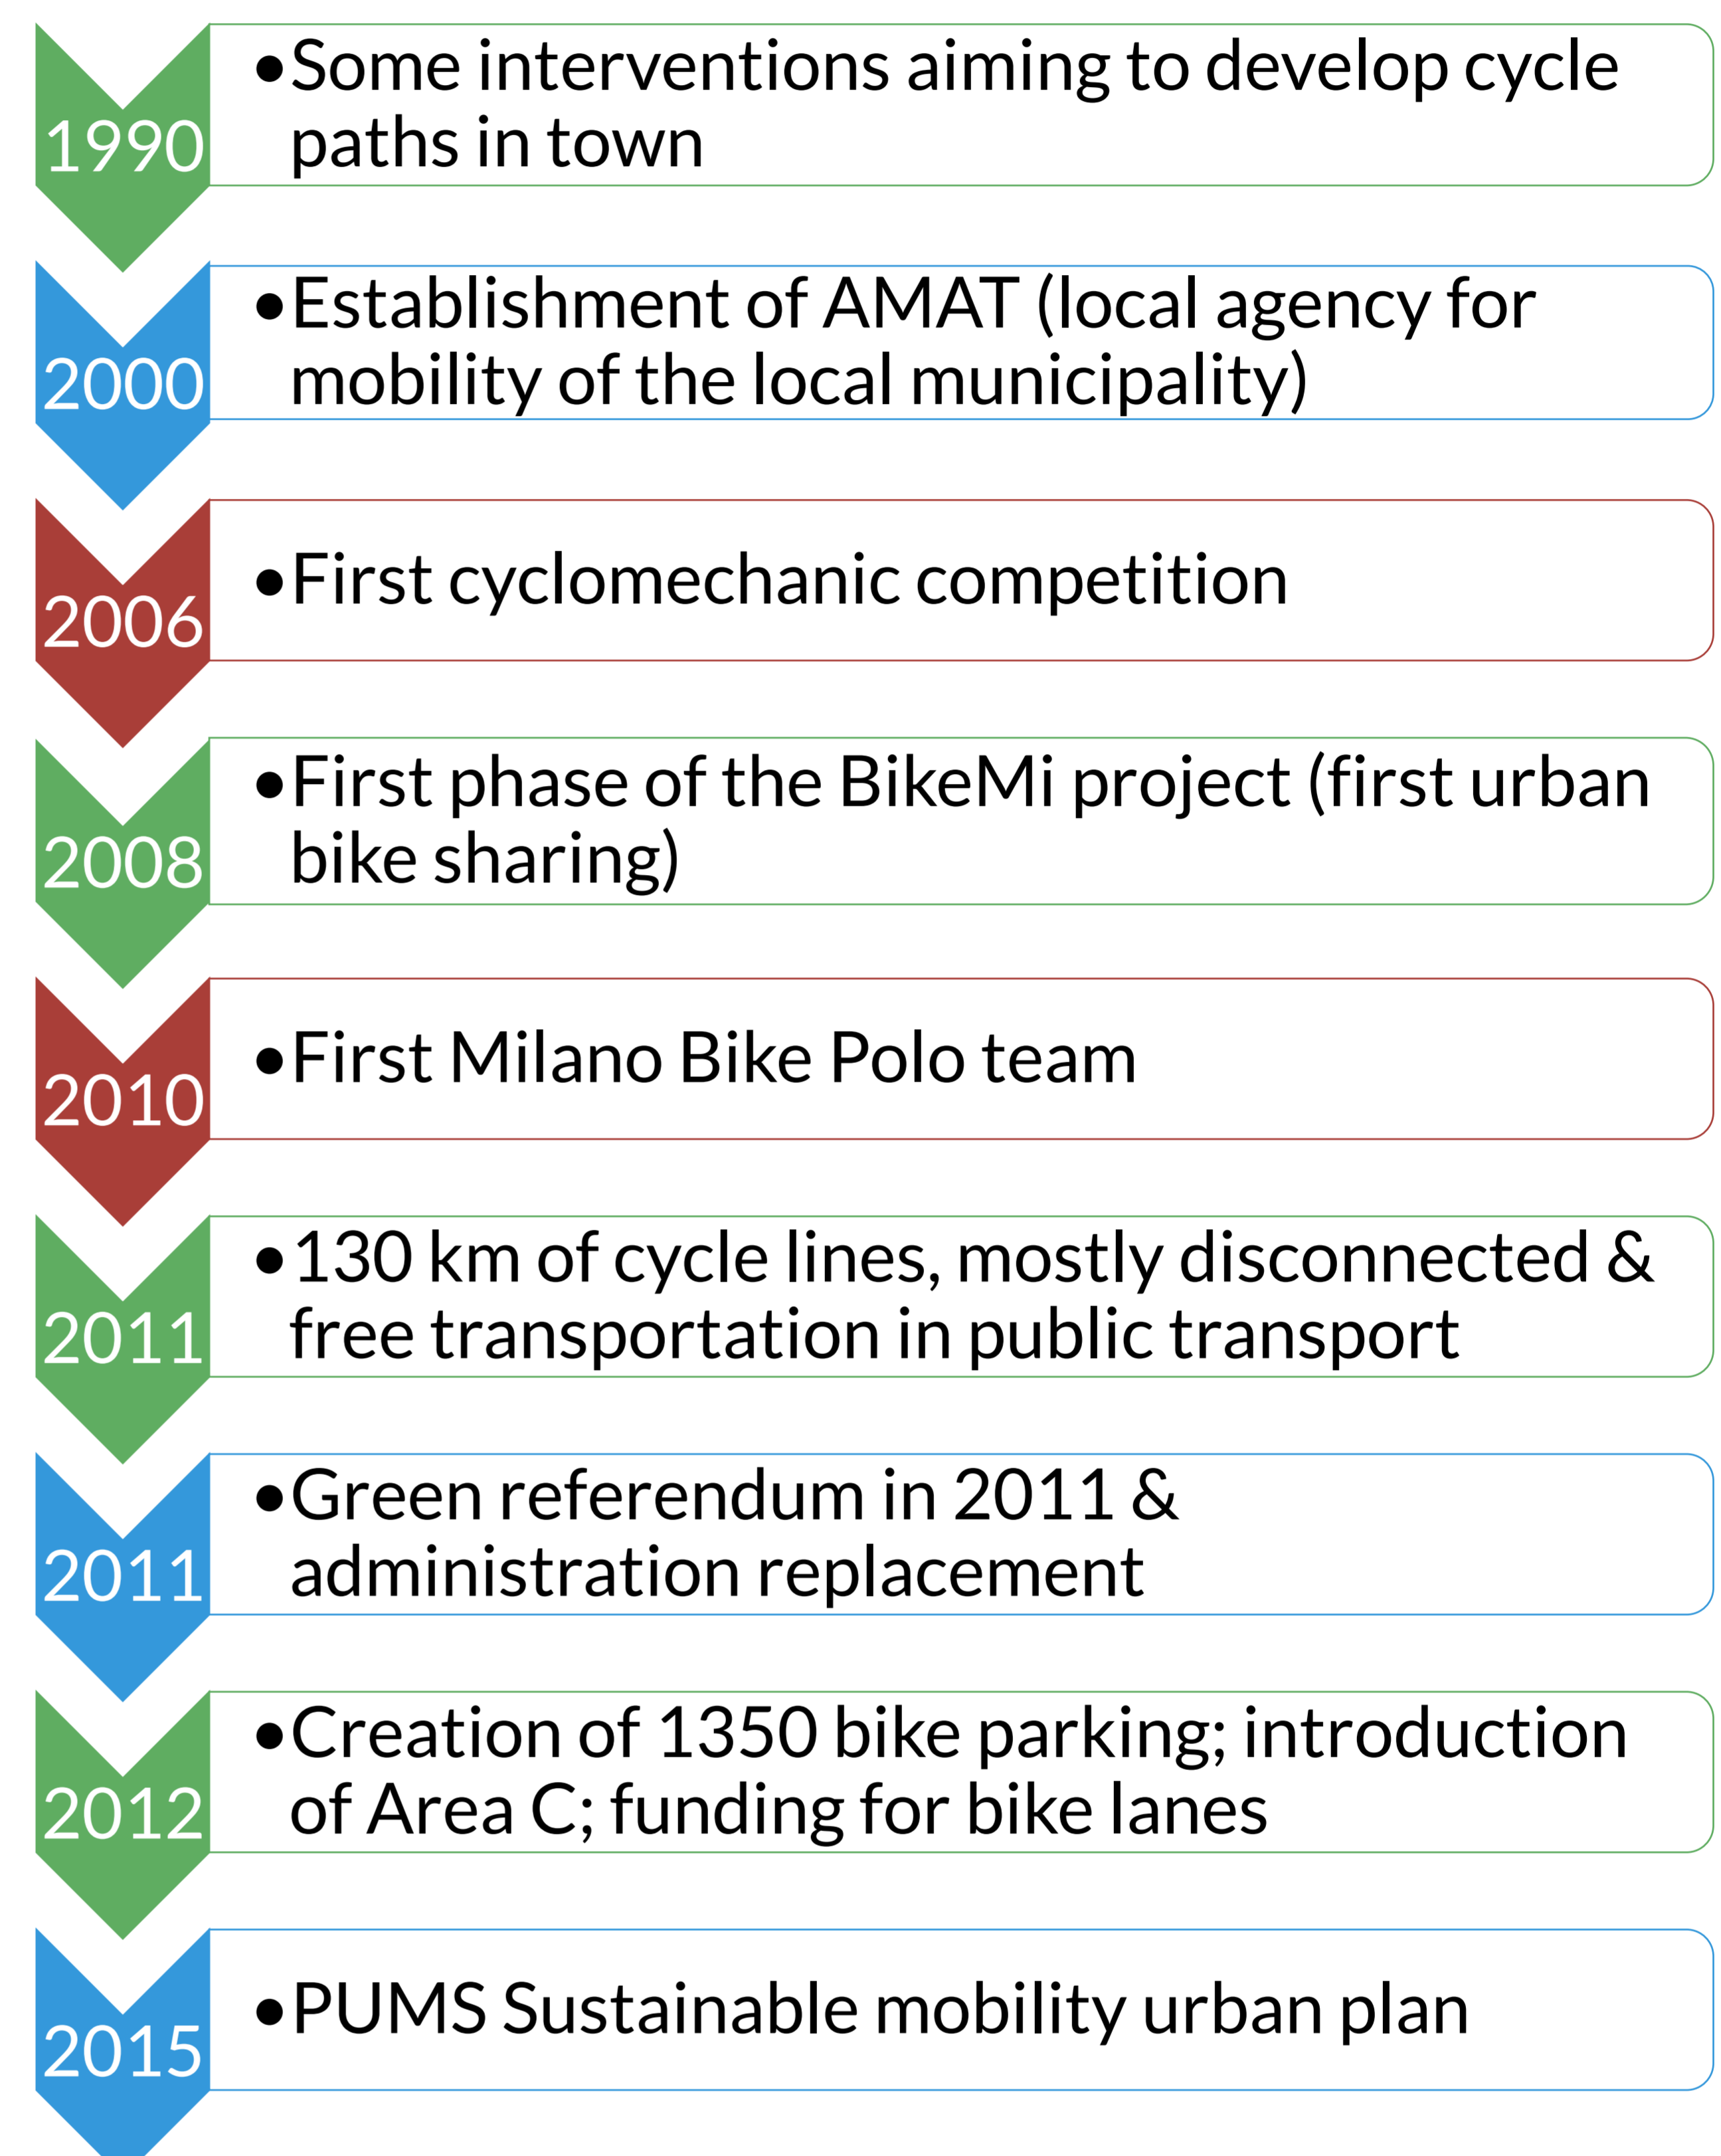 1990
•Some interventions aiming to develop cycle
paths in town
2000
•Establishment of AMAT (local agency for
mobility of the local municipality)
2006
•First cyclomechanic competition
2008
•First phase of the BikeMi project (first urban
bike sharing)
2010
•First Milano Bike Polo team
2011
•130 km of cycle lines, mostly disconnected &
free transportation in public transport
2011
•Green referendum in 2011 &
administration replacement
2012
•Creation of 1350 bike parking; introduction
of Area C; funding for bike lanes
2015
•PUMS Sustainable mobility urban plan